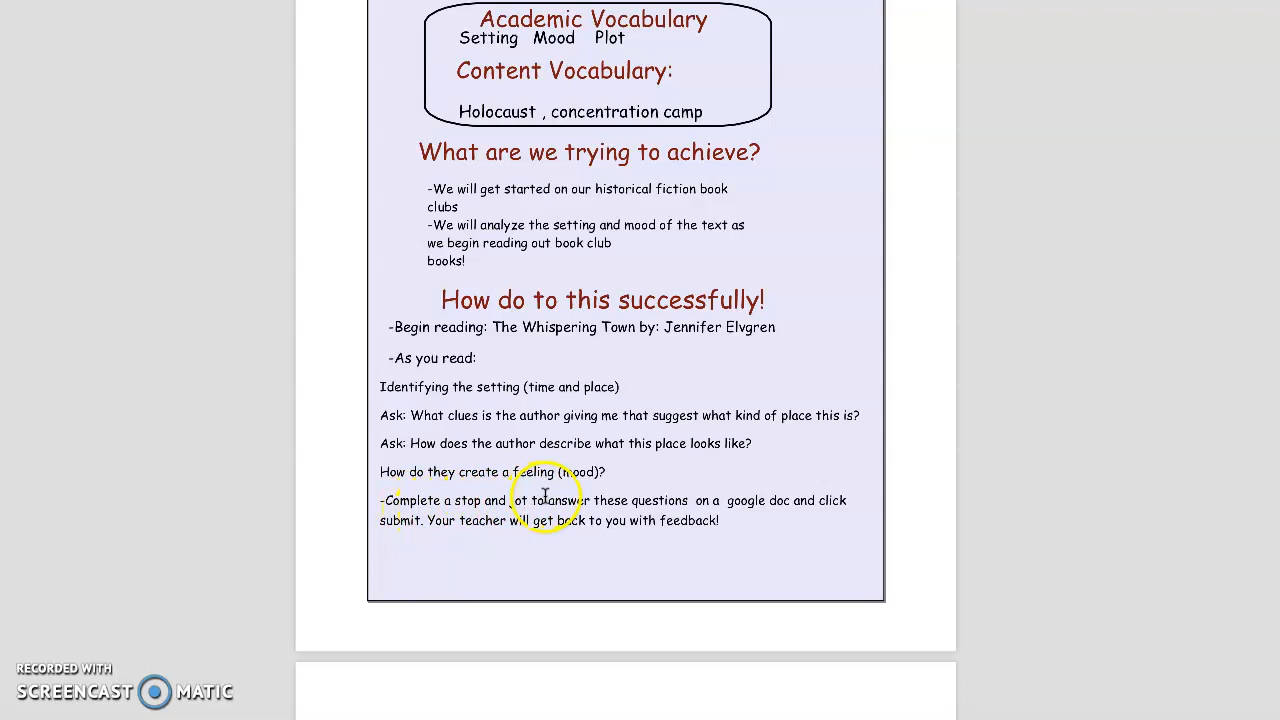 Academic Vocabulary
Setting Mood Plot
Content Vocabulary:
Holocaust , concentration camp
What are we trying to achieve?
-We will get started on our historical fiction book
clubs
-We will analyze the setting and mood of the text as
we begin reading out book club
books!
How do to this successfully!
-Begin reading: The Whispering Town by: Jennifer Elvgren
-As you read:
Identifying the setting (time and place)
Ask: What clues is the author giving me that suggest what kind of place this is?
Ask: How does the author describe what this place looks like?
How do they create a feeling (mood)?
-Complete a stop and jot to answer these questions on a google doc and click
submit. Your teacher will get back to you with feedback!
RECORDED WITH
SCREENCAST MATIC